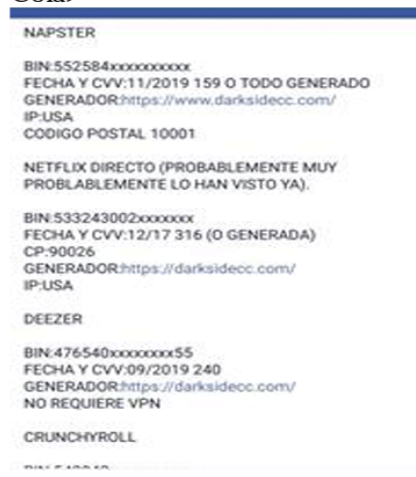 NAPSTER
BIN:552584xxxxxxxxxx
FECHA Y CVV:11/2019 159 O TODO GENERADO
GENERADOR:https://www.darksidecc.com/
IP:USA
CODIGO POSTAL 10001
NETFLIX DIRECTO (PROBABLEMENTE MUY
PROBLABLEMENTE LO HAN VISTO YA).
BIN:533243002xxxxxxx
FECHA Y CVV:12/17 316 (O GENERADA)
CP:90026
GENERADOR:https://darksidecc.com/
IP:USA
DEEZER
BIN:476540xxxxxxxx55
FECHA Y CVV:09/2019 240
GENERADOR:https://darksidecc.com/
NO REQUIERE VPN
CRUNCHYROLL